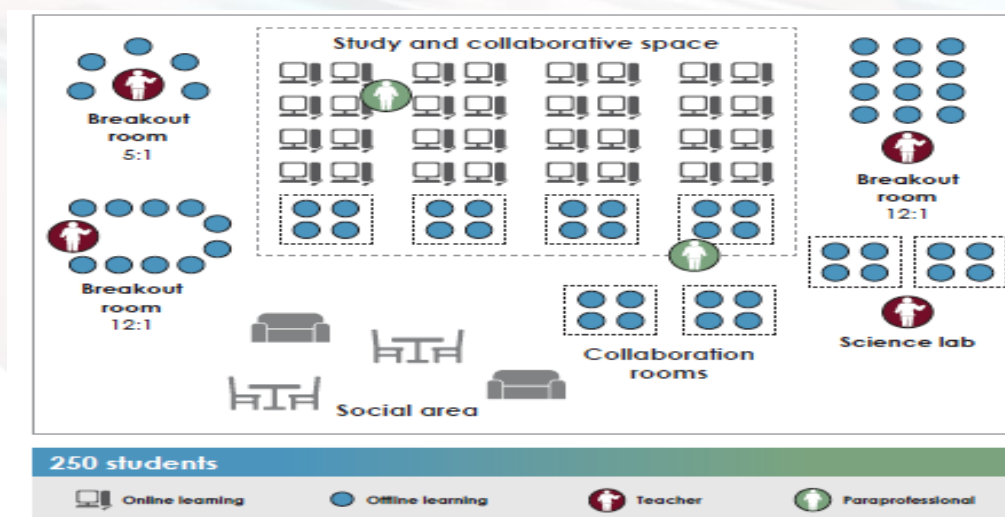 Study and collaborative space
Breakout
room
5:1
Breakout
room
12:1
Breakout
room
12:1
Science lab
Collaboration
rooms
Social area
250 students
Online learning
Offline learning
Teacher
Paraprofessional